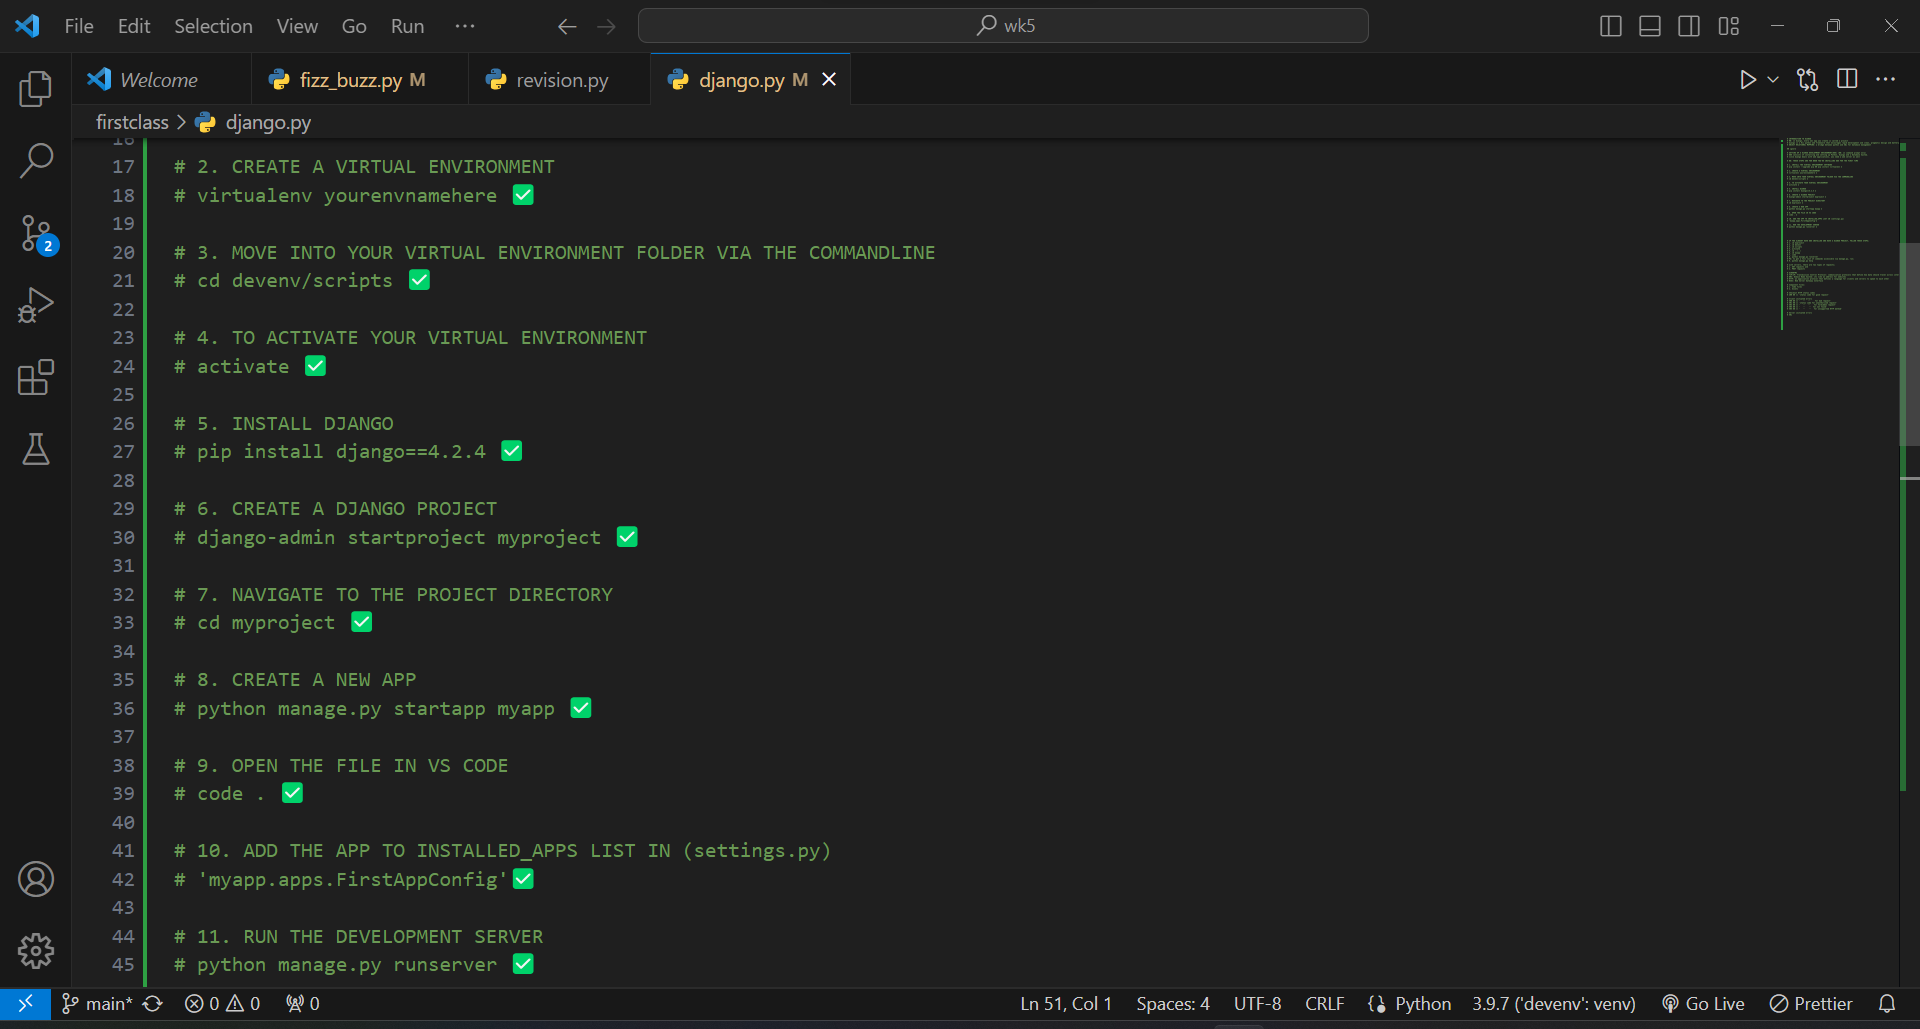 File Edit Selection View Go Run ···
wk5
Welcome
fizz_buzz.py M
revision.py
django.py M
firstclass > django.py
16
17 # 2. CREATE A VIRTUAL ENVIRONMENT
18 # virtualenv yourenvnamehere ✅
19
20 # 3. MOVE INTO YOUR VIRTUAL ENVIRONMENT FOLDER VIA THE COMMANDLINE
21 # cd devenv/scripts ✅
22
23 # 4. TO ACTIVATE YOUR VIRTUAL ENVIRONMENT
24 # activate ✅
25
26 # 5. INSTALL DJANGO
27 # pip install django==4.2.4 ✅
28
29 # 6. CREATE A DJANGO PROJECT
30 # django-admin startproject myproject ✅
31
32 # 7. NAVIGATE TO THE PROJECT DIRECTORY
33 # cd myproject ✅
34
35 # 8. CREATE A NEW APP
36 # python manage.py startapp myapp ✅
37
38 # 9. OPEN THE FILE IN VS CODE
39 # code . ✅
40
41 # 10. ADD THE APP TO INSTALLED_APPS LIST IN (settings.py)
42 # 'myapp.apps.FirstAppConfig'✅
43
44 # 11. RUN THE DEVELOPMENT SERVER
45 # python manage.py runserver ✅
2
main* 0 0 0 Ln 51, Col 1 Spaces: 4 UTF-8 CRLF Python 3.9.7 ('devenv': venv) Go Live Prettier